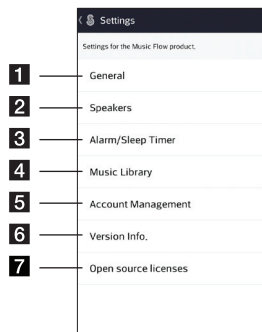 Settings
Settings for the Music Flow product.
1 General
2 Speakers
3 Alarm/Sleep Timer
4 Music Library
5 Account Management
6 Version Info.
7 Open source licenses